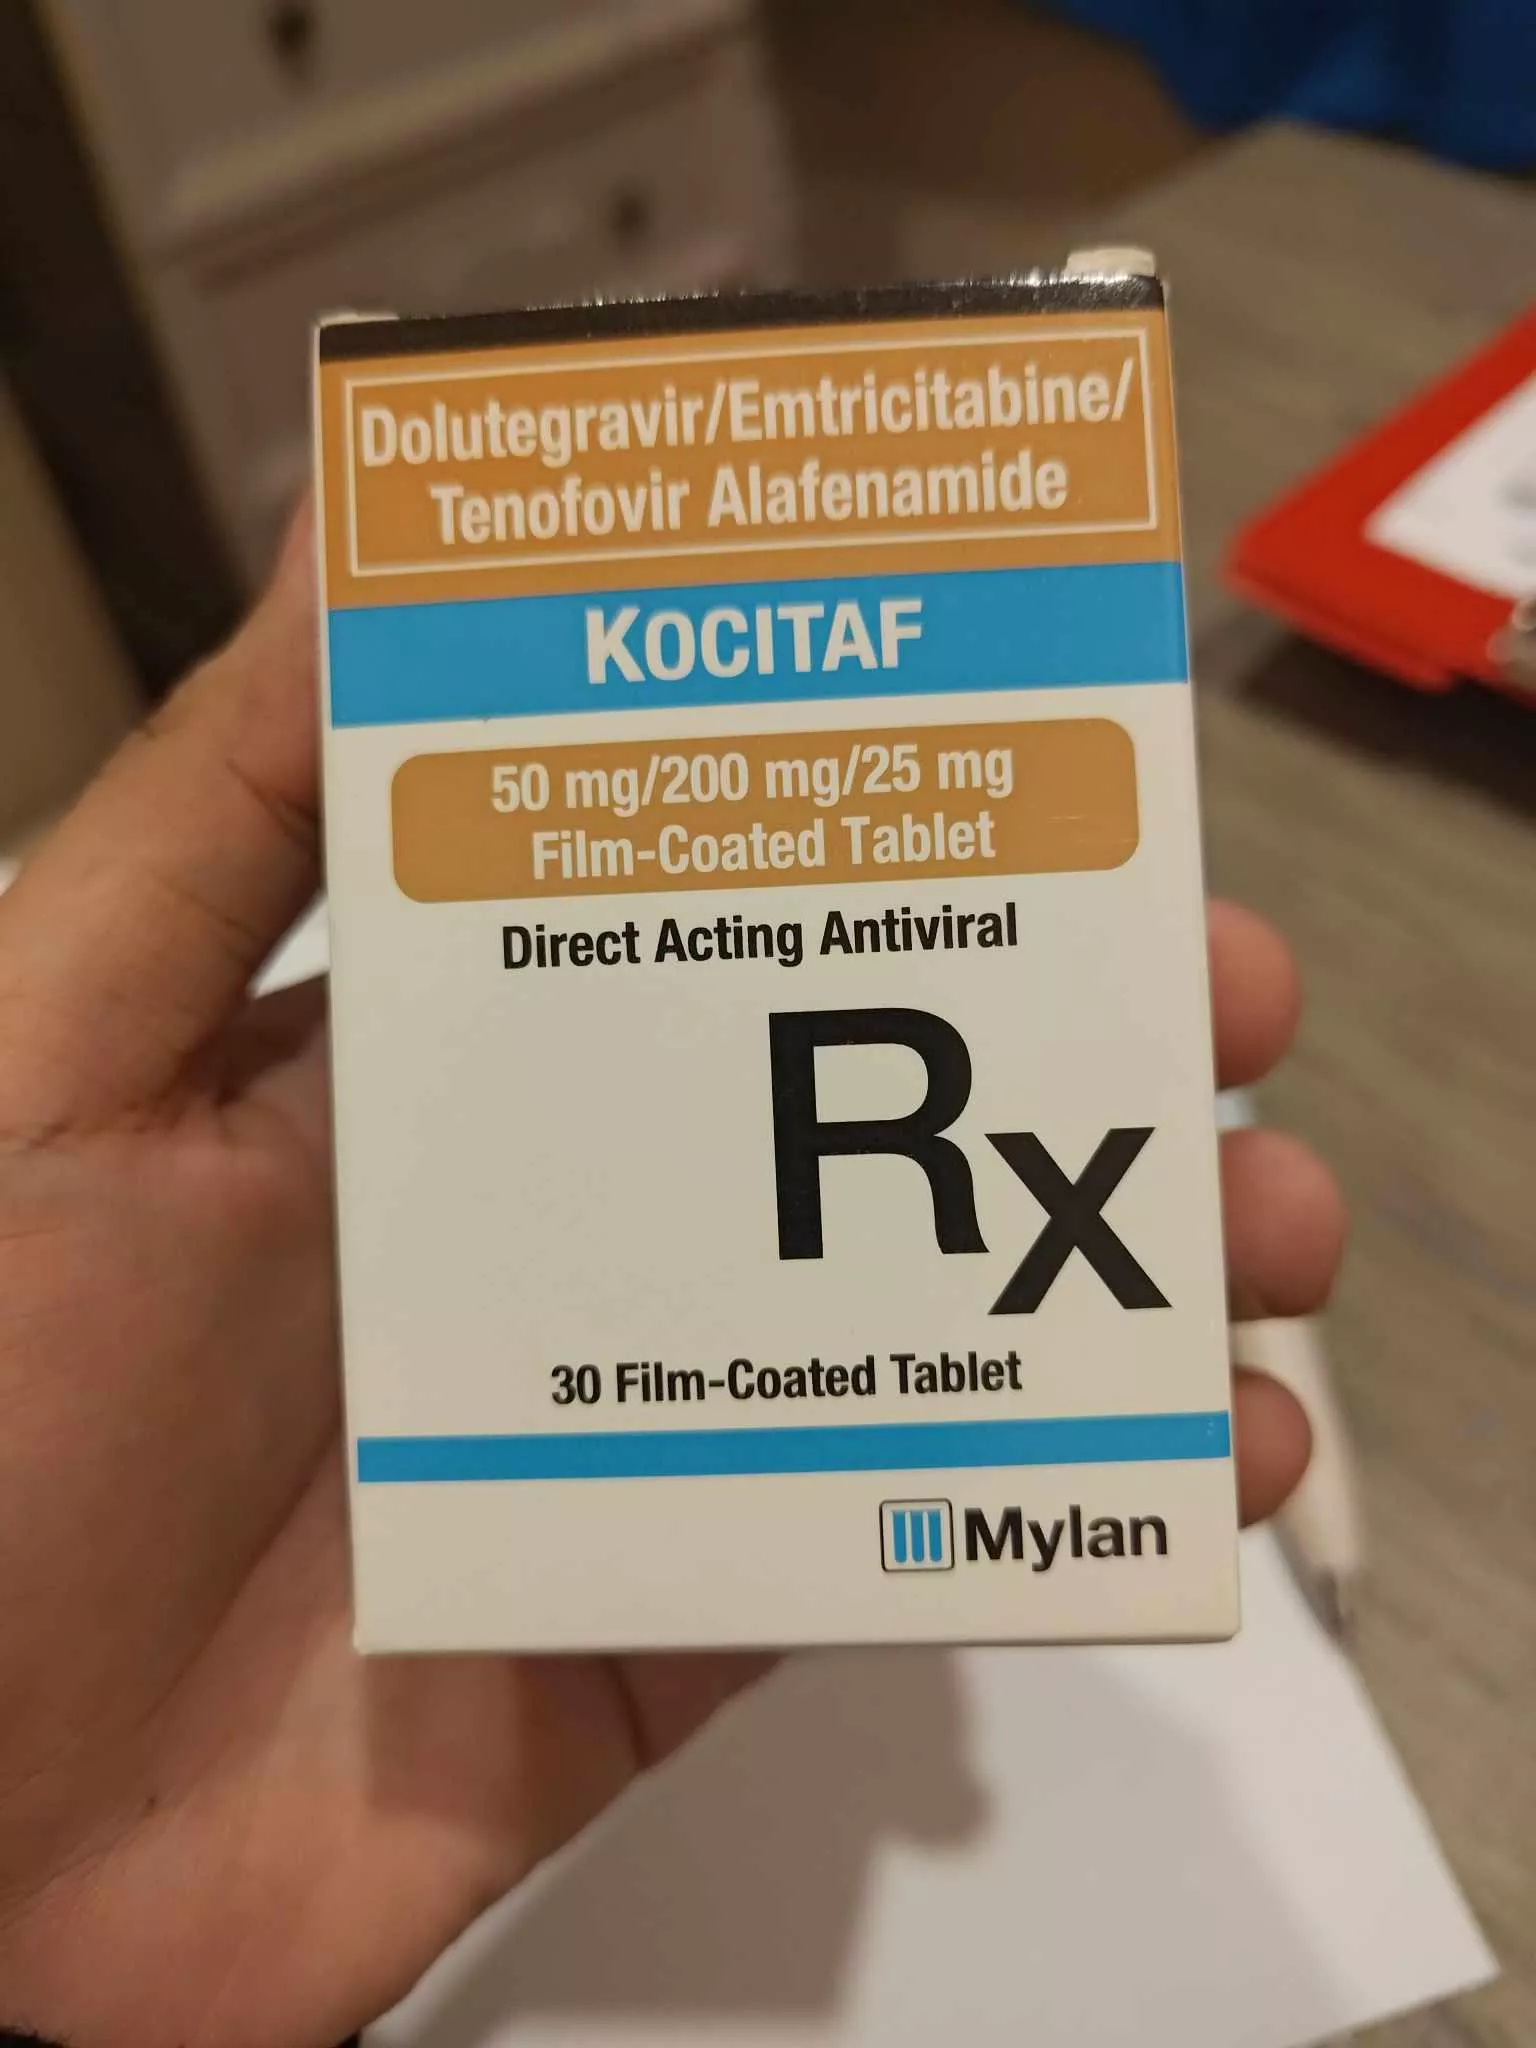 Dolutegravir/Emtricitabine/
Tenofovir Alafenamide
KOCITAF
50 mg/200 mg/25 mg
Film-Coated Tablet
Direct Acting Antiviral
Rx
30 Film-Coated Tablet
Mylan